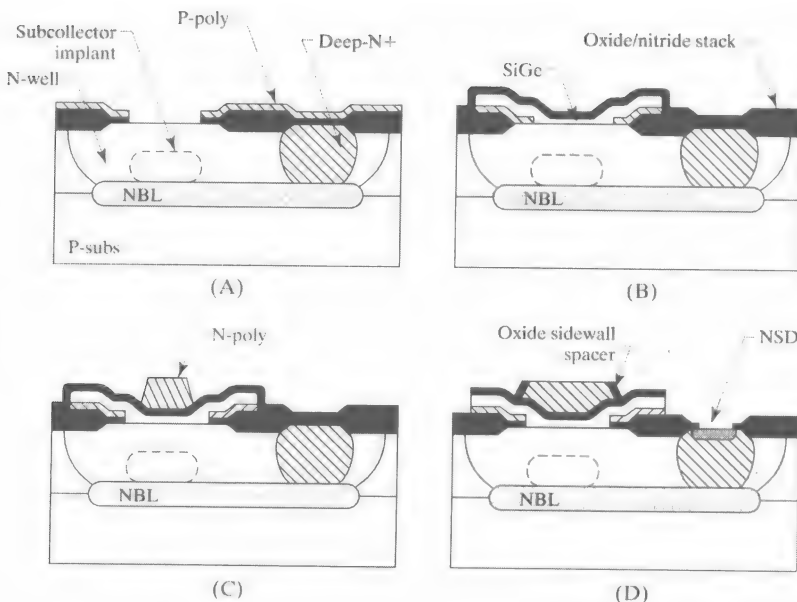 Subcollector
implant
P-poly
Deep-N+
N-well
NBL
P-subs
(A)
Oxide/nitride stack
SiGe
NBL
(B)
N-poly
NBL
(C)
Oxide sidewall
spacer
NSD
NBL
(D)